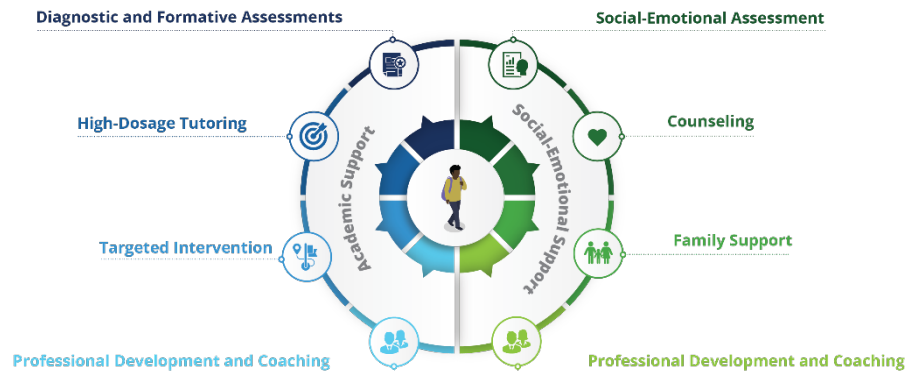 Diagnostic and Formative Assessments
Social-Emotional Assessment
High-Dosage Tutoring
Counseling
Academic Support
Social-Emotional Support
Targeted Intervention
Family Support
Professional Development and Coaching
Professional Development and Coaching